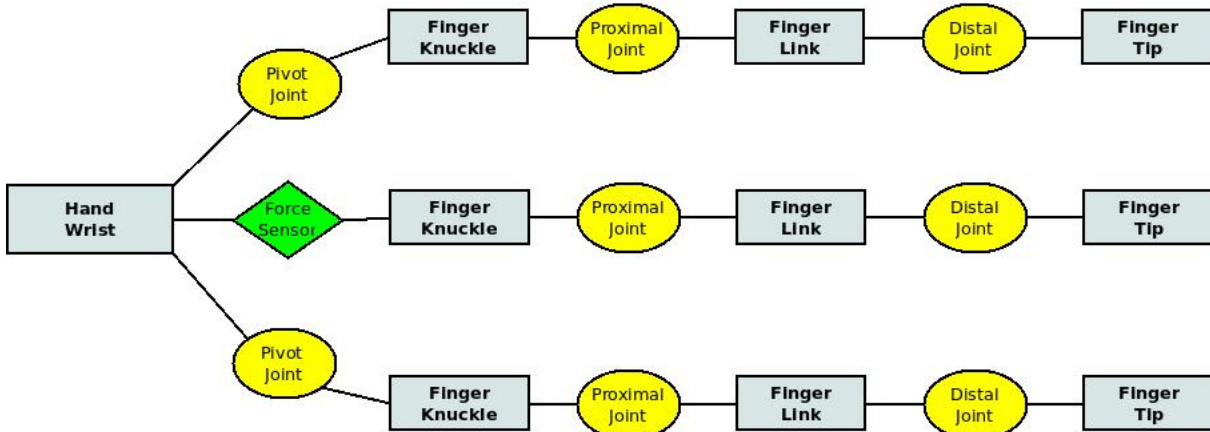 Finger
Knuckle
Proximal
Joint
Finger
Link
Distal
Joint
Finger
Tip
Pivot
Joint
Hand
Wrist
Force
Sensor
Finger
Knuckle
Proximal
Joint
Finger
Link
Distal
Joint
Finger
Tip
Pivot
Joint
Finger
Knuckle
Proximal
Joint
Finger
Link
Distal
Joint
Finger
Tip